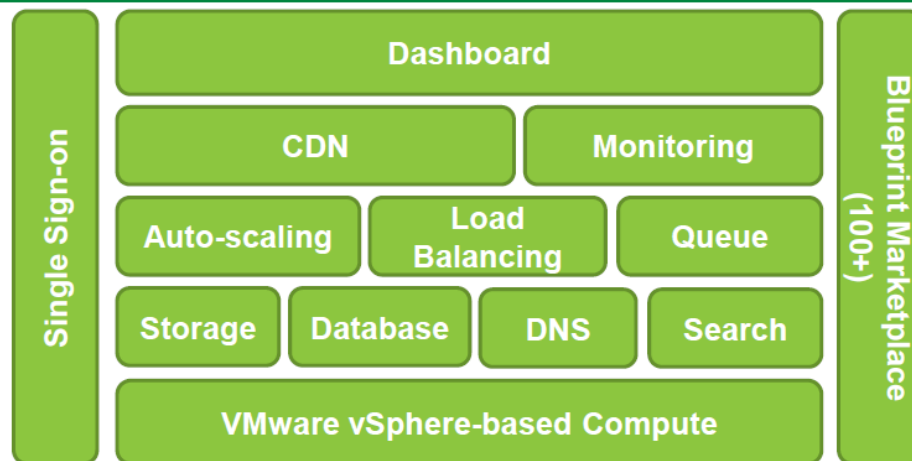 Single Sign-on
Dashboard
CDN
Monitoring
Auto-scaling
Load
Balancing
Queue
Storage
Database
DNS
Search
VMware vSphere-based Compute
Blueprint Marketplace
(100+)